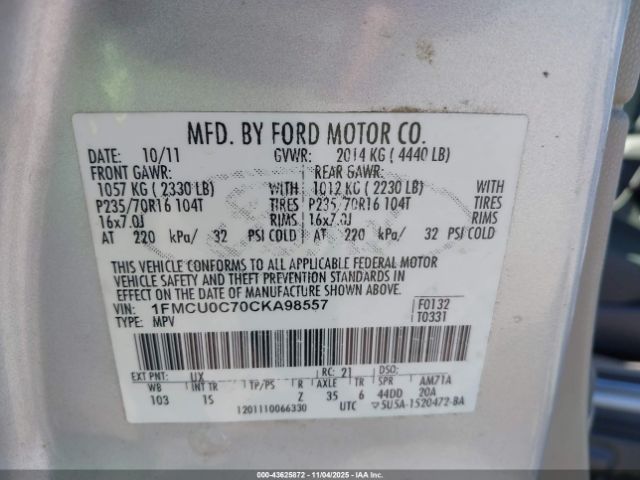 MFD. BY FORD MOTOR CO.
DATE: 10/11 GVWR: 2014 KG ( 4440 LB)
FRONT GAWR: REAR GAWR:
1057 KG ( 2330 LB) WITH 1012 KG ( 2230 LB) WITH
P235/70R16 104T TIRES P235/70R16 104T TIRES
16x7.0J RIMS 16x7.0J RIMS
AT 220 kPa/ 32 PSI COLD AT 220 kPa/ 32 PSI COLD
THIS VEHICLE CONFORMS TO ALL APPLICABLE FEDERAL MOTOR
VEHICLE SAFETY AND THEFT PREVENTION STANDARDS IN
EFFECT ON THE DATE OF MANUFACTURE SHOWN ABOVE.
VIN: 1FMCU0C70CKA98557 F0132
TYPE: MPV T0331
EXT PNT: UX RC: 21 DSO:
WB INT TR TP/PS R AXLE TR SPR AM71A
103 1S Z 35 6 44DD 20A
1201110066330 UTC 5U5A-1520472-BA
000-43625872 - 11/04/2025 - IAAI.com